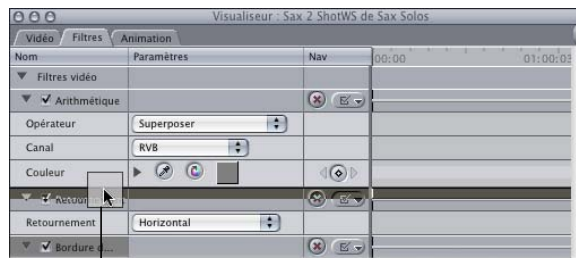 Visualiseur : Sax 2 ShotWS de Sax Solos
Vidéo Filtres Animation
Nom Paramètres Nav 00:00 01:00:03
Filtres vidéo
Arithmétique
Opérateur Superposer
Canal RVB
Couleur
Retournement Horizontal
Bordure d...